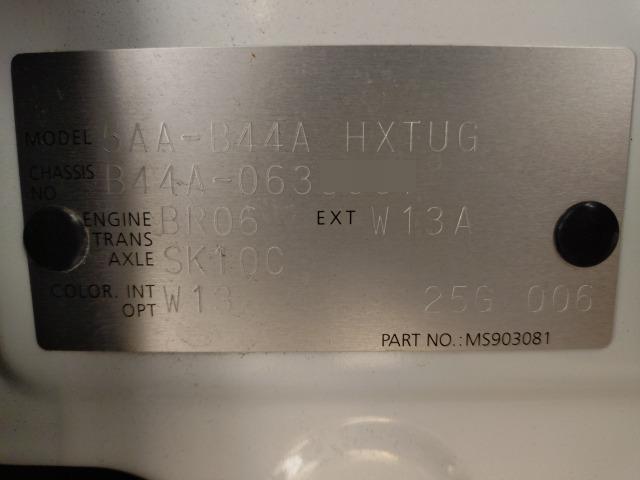 MODEL 5AA-B44A HXTUG
CHASSIS NO B44A-063
ENGINE BR06 EXT W13A
TRANS AXLE SK10C
COLOR. INT OPT W13 25G 006
PART NO.:MS903081